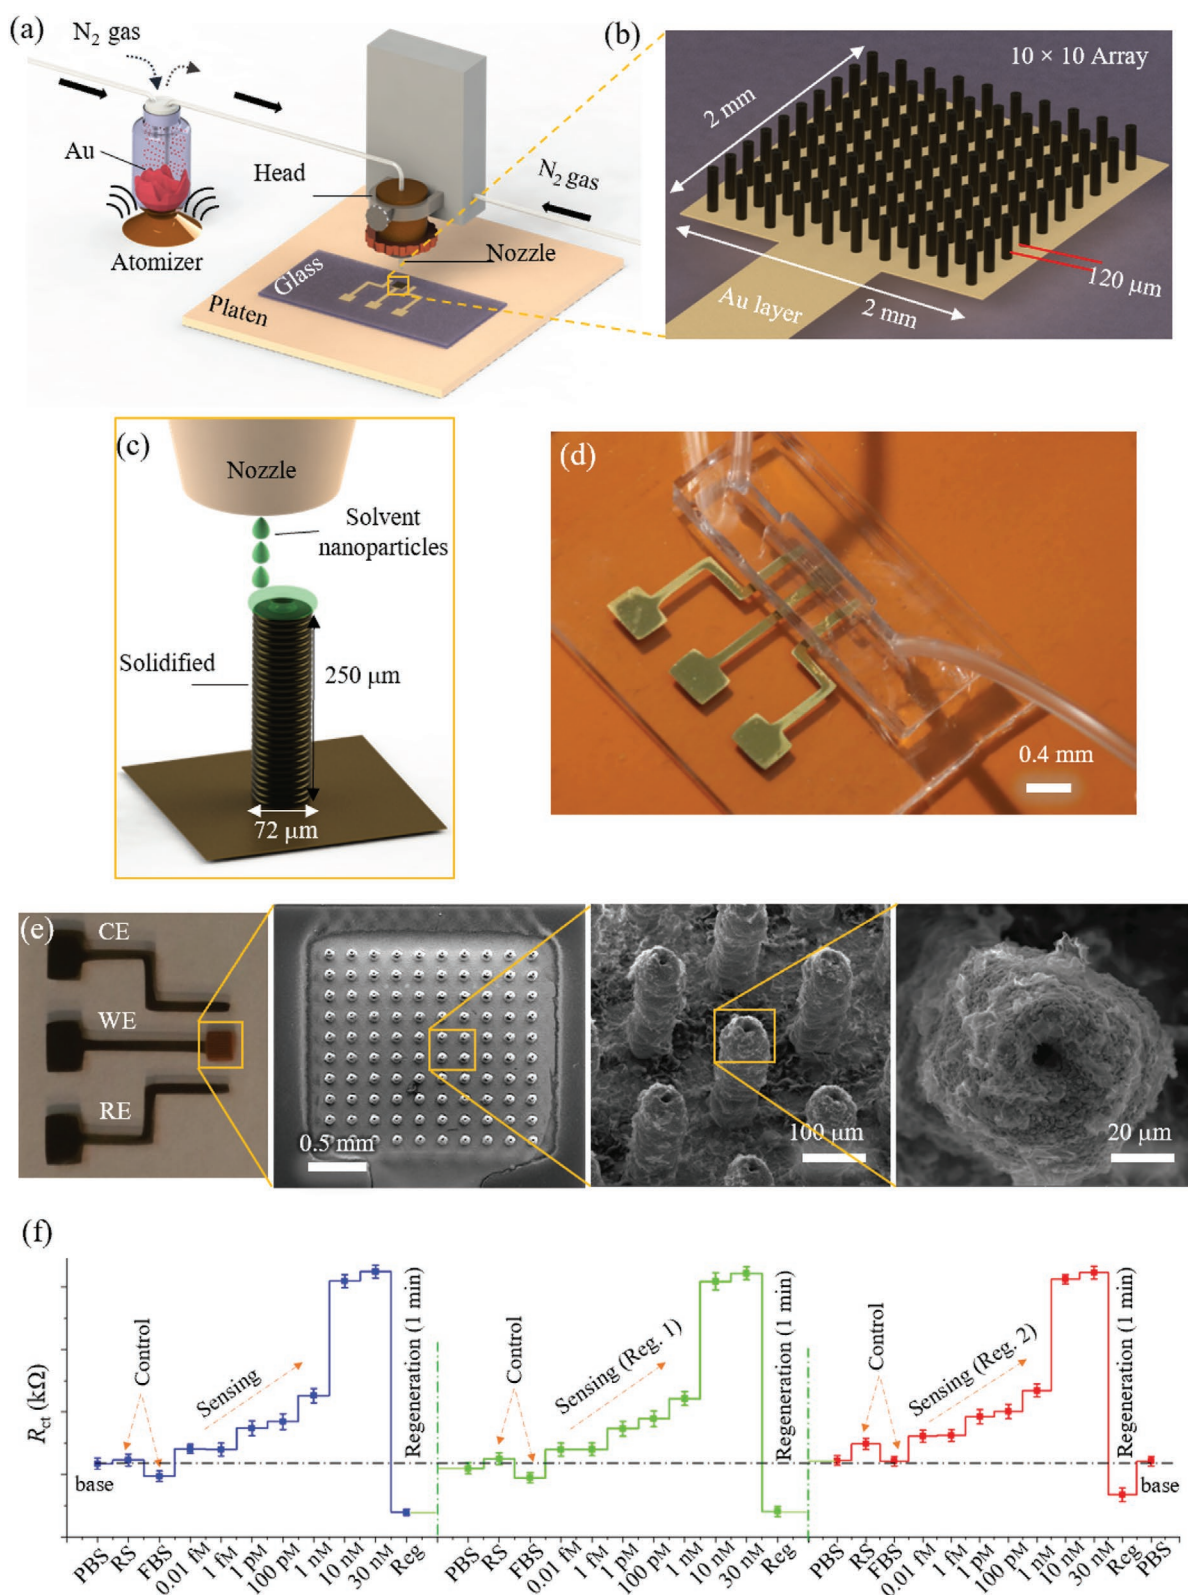 (a)
N₂ gas
Au
Atomizer
Head
N₂ gas
Nozzle
Glass
Platen
(b)
10 × 10 Array
2 mm
120 µm
Au layer
2 mm
(c)
Nozzle
Solvent
nanoparticles
Solidified
250 µm
72 µm
(d)
0.4 mm
(e)
CE
WE
RE
0.5 mm
100 µm
20 µm
(f)
R_ct (kΩ)
base
Control
Sensing
Regeneration (1 min)
Control
Sensing (Reg. 1)
Regeneration (1 min)
Control
Sensing (Reg. 2)
Regeneration (1 min)
base
PBS RS FBS 0.01 fM 1 fM 1 pM 100 pM 1 nM 10 nM 30 nM Reg PBS RS FBS 0.01 fM 1 fM 1 pM 100 pM 1 nM 10 nM 30 nM Reg PBS RS FBS 0.01 fM 1 fM 1 pM 100 pM 1 nM 10 nM 30 nM Reg PBS